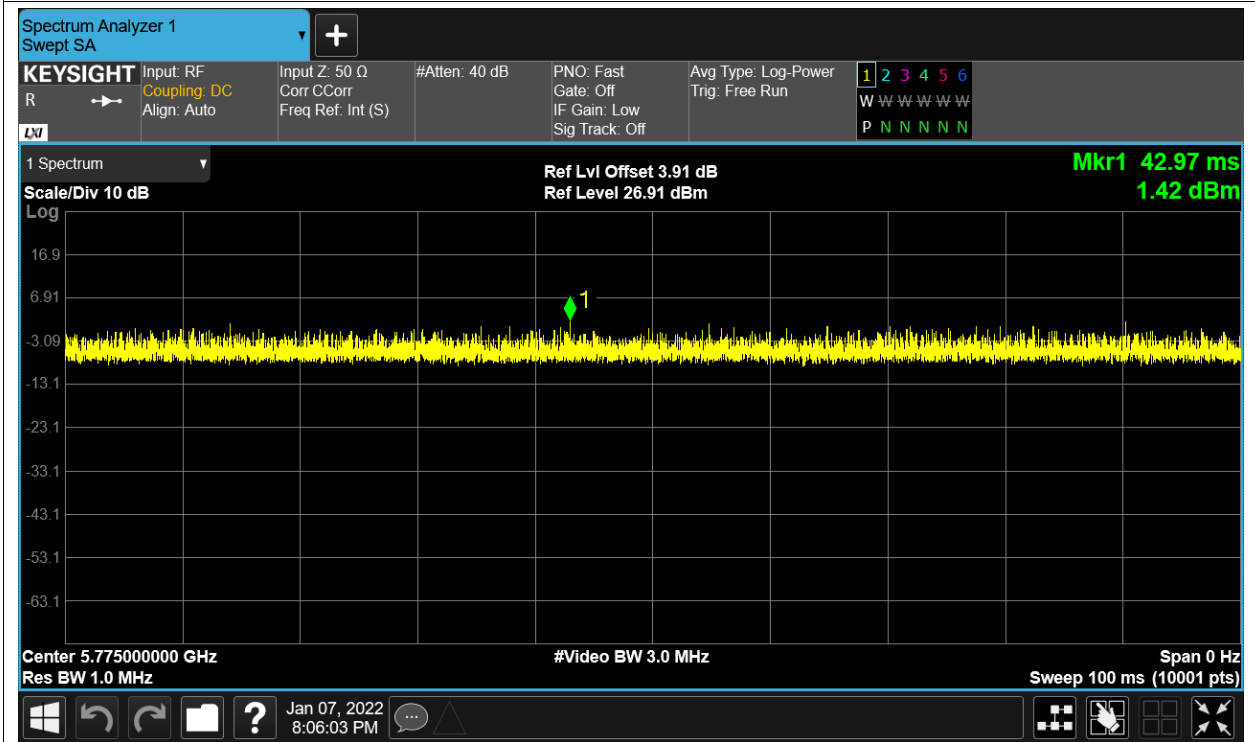 Spectrum Analyzer 1
Swept SA
+
KEYSIGHT
R
LXI
Input: RF
Coupling: DC
Align: Auto
Input Z: 50 Ω
Corr CCorr
Freq Ref: Int (S)
#Atten: 40 dB
PNO: Fast
Gate: Off
IF Gain: Low
Sig Track: Off
Avg Type: Log-Power
Trig: Free Run
1 2 3 4 5 6
W W W W W W
P N N N N N
1 Spectrum
Scale/Div 10 dB
Ref Lvl Offset 3.91 dB
Ref Level 26.91 dBm
Mkr1 42.97 ms
1.42 dBm
Log
16.9
6.91
-3.09
-13.1
-23.1
-33.1
-43.1
-53.1
-63.1
1
Center 5.775000000 GHz
#Video BW 3.0 MHz
Span 0 Hz
Res BW 1.0 MHz
Sweep 100 ms (10001 pts)
?
Jan 07, 2022
8:06:03 PM